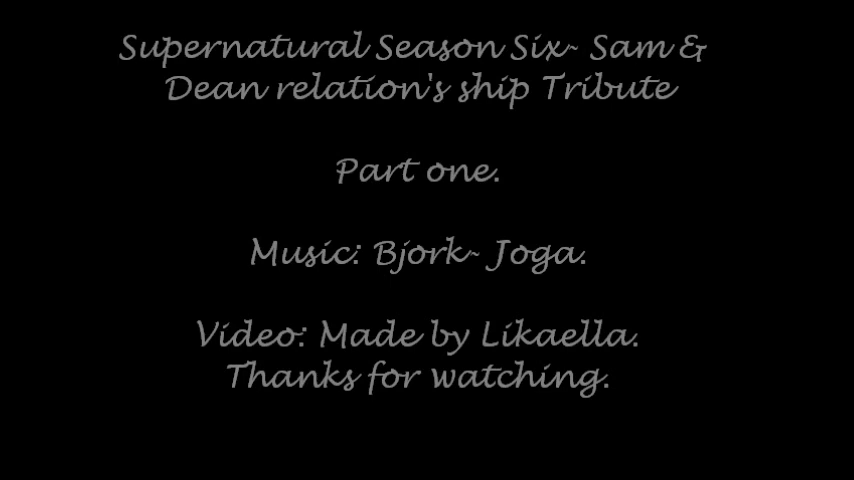 Supernatural Season Six~ Sam &
Dean relation's ship Tribute
Part one.
Music: Bjork~ Joga.
Video: Made by Likaella.
Thanks for watching.